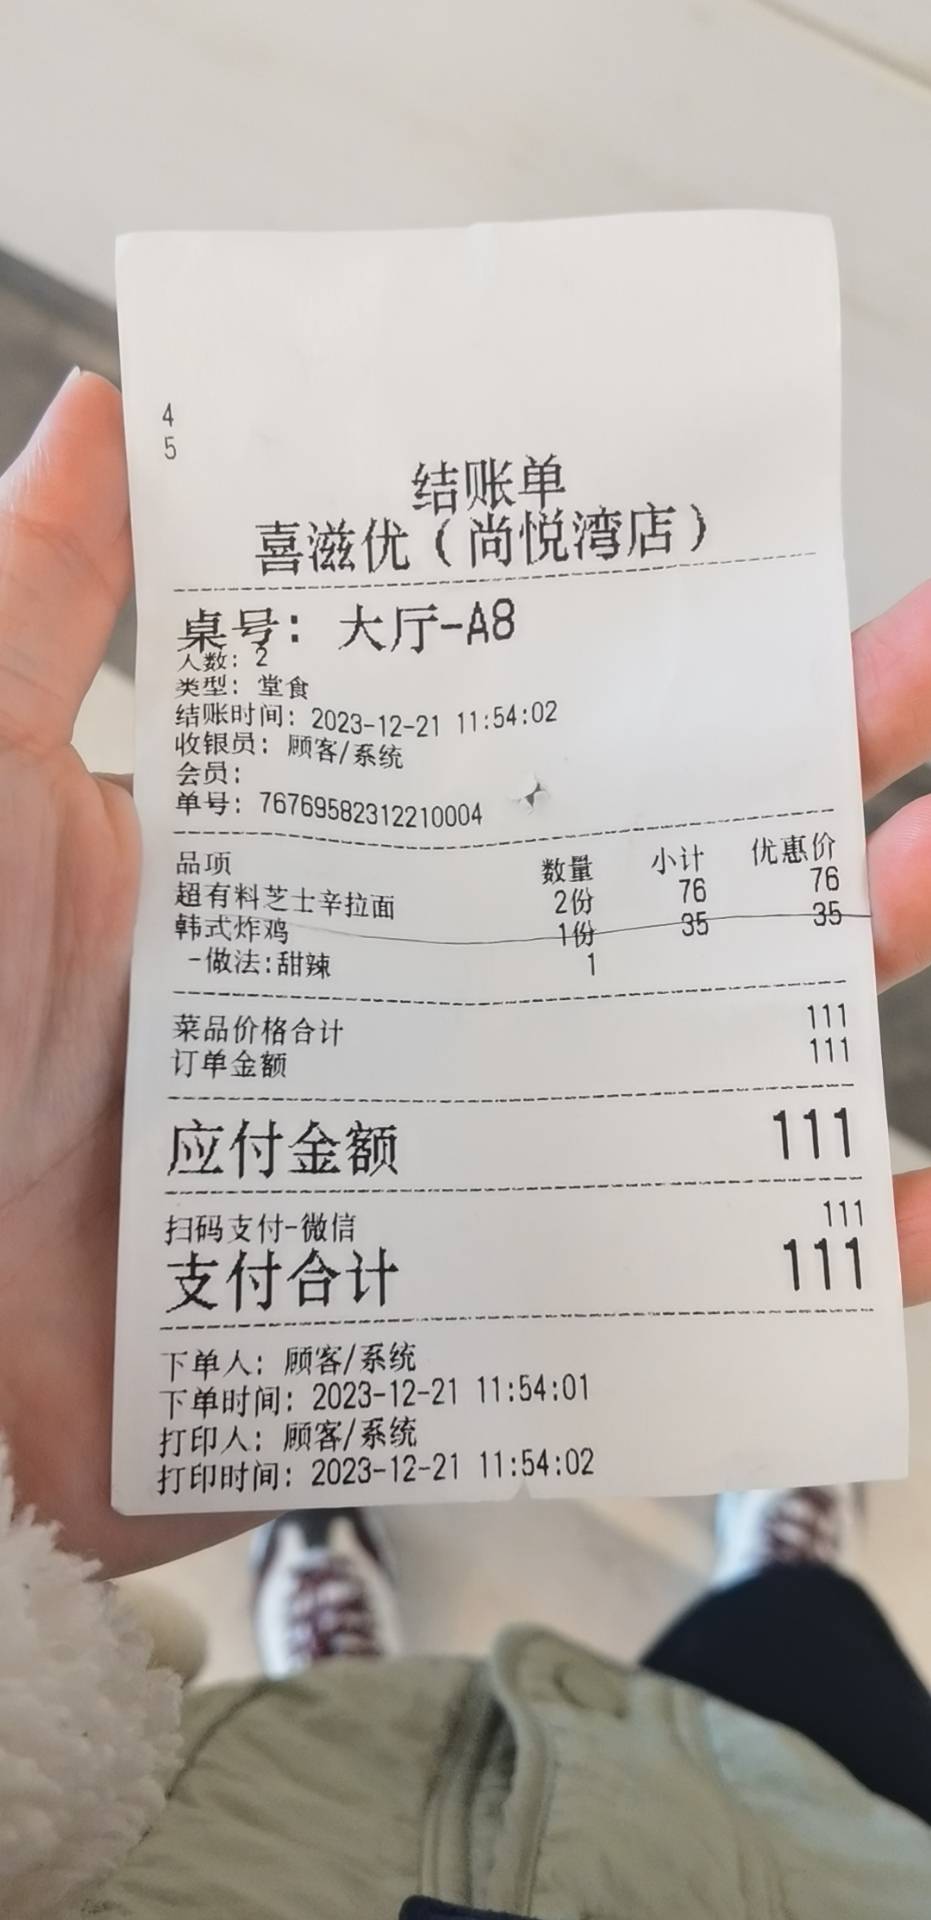 4
5
结账单
喜滋优（尚悦湾店）
桌号：大厅-A8
人数：2
类型：堂食
结账时间：2023-12-21 11:54:02
收银员：顾客/系统
会员：
单号：76769582312210004
品项 数量 小计 优惠价
超有料芝士辛拉面 2份 76 76
韩式炸鸡 1份 35 35
-做法:甜辣 1
菜品价格合计 111
订单金额 111
应付金额 111
扫码支付-微信 111
支付合计 111
下单人：顾客/系统
下单时间：2023-12-21 11:54:01
打印人：顾客/系统
打印时间：2023-12-21 11:54:02